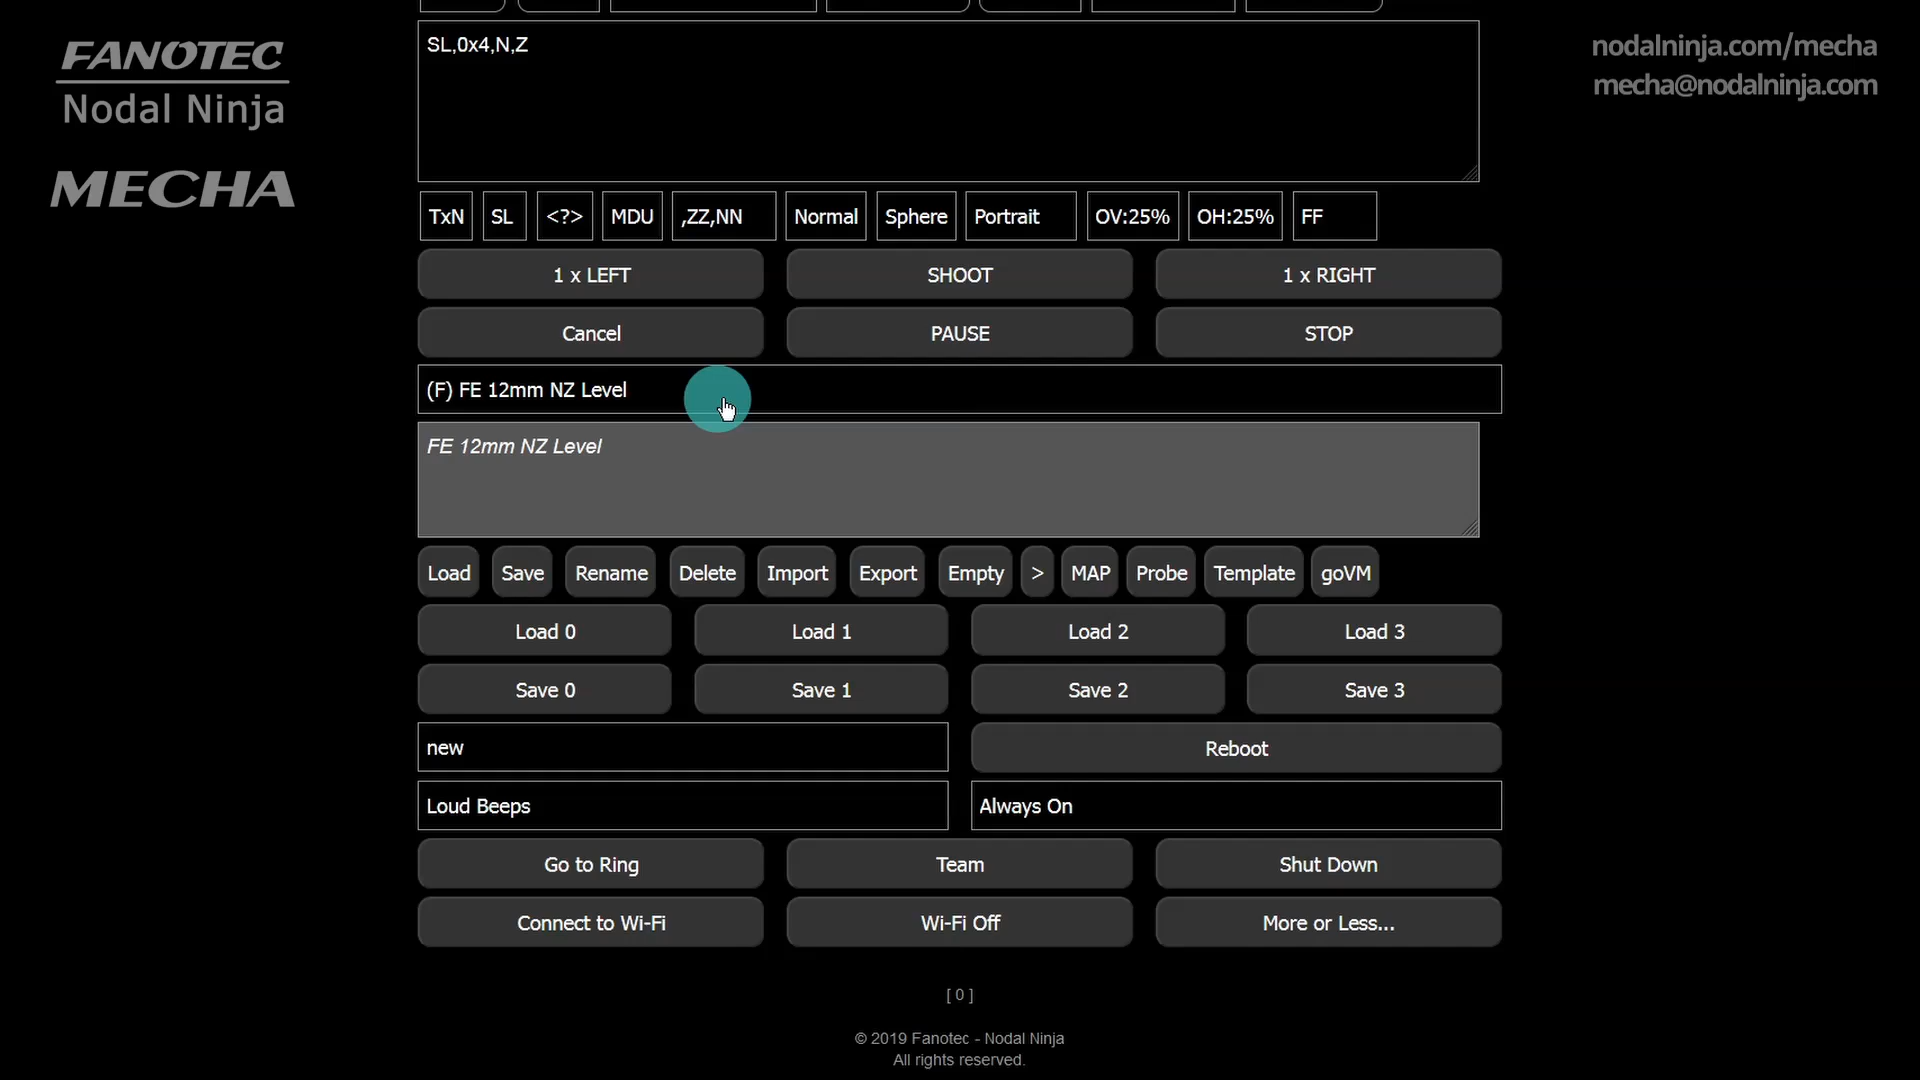 FANOTEC
Nodal Ninja
MECHA
nodalninja.com/mecha
mecha@nodalninja.com
SL,0x4,N,Z
TxN SL <?> MDU ,ZZ,NN Normal Sphere Portrait OV:25% OH:25% FF
1 x LEFT SHOOT 1 x RIGHT
Cancel PAUSE STOP
(F) FE 12mm NZ Level
FE 12mm NZ Level
Load Save Rename Delete Import Export Empty > MAP Probe Template goVM
Load 0 Load 1 Load 2 Load 3
Save 0 Save 1 Save 2 Save 3
new Reboot
Loud Beeps Always On
Go to Ring Team Shut Down
Connect to Wi-Fi Wi-Fi Off More or Less...
[ 0 ]
© 2019 Fanotec - Nodal Ninja
All rights reserved.